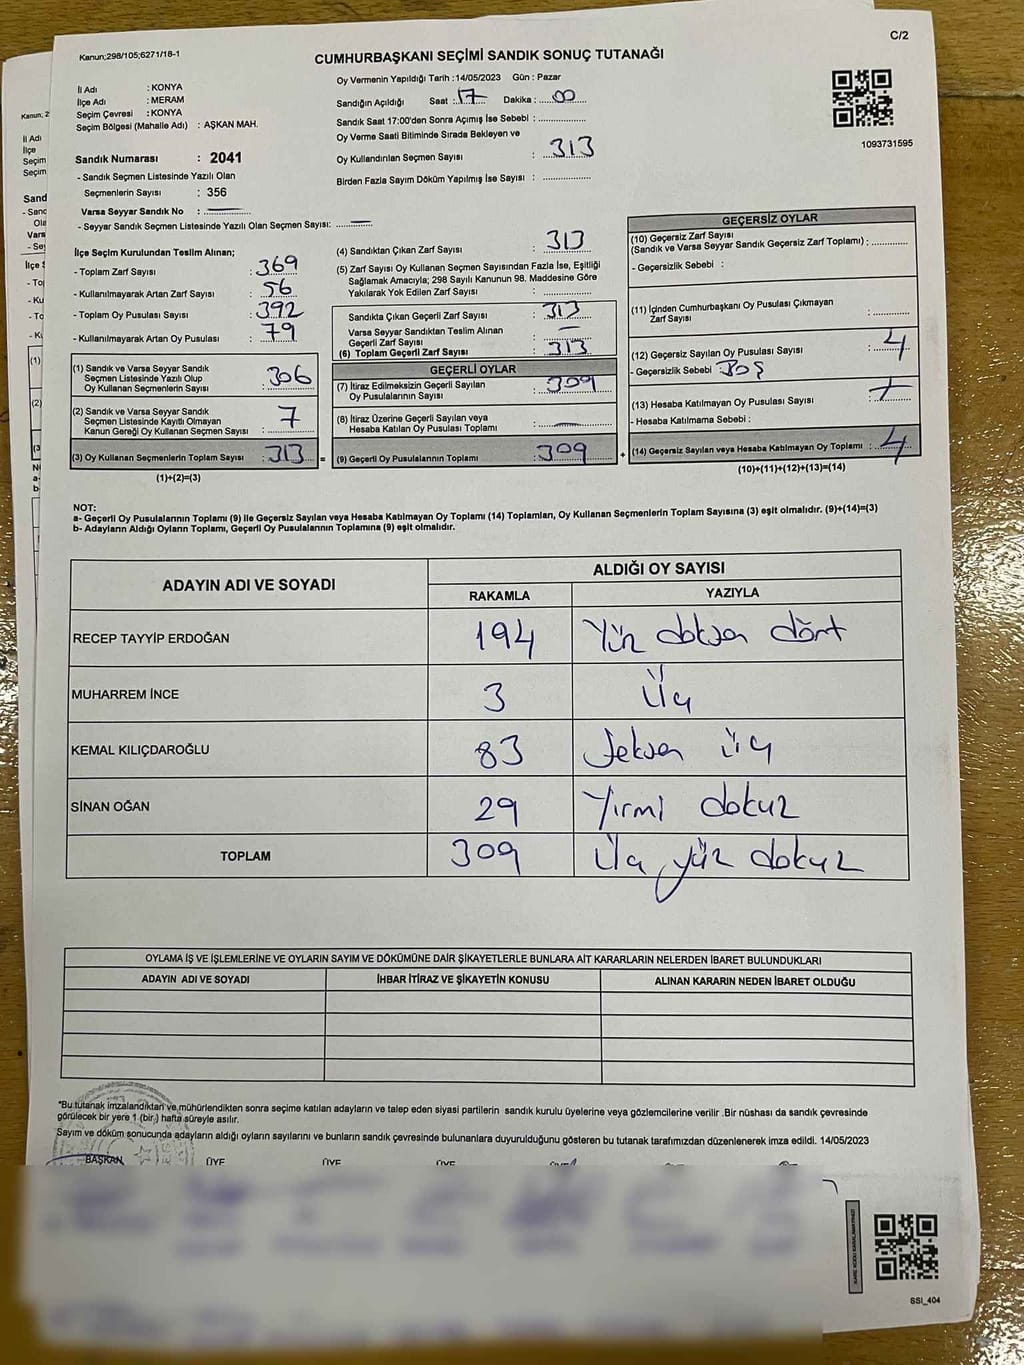 C/2
Kanun;298/105;6271/18-1
CUMHURBAŞKANI SEÇİMİ SANDIK SONUÇ TUTANAĞI
İl Adı : KONYA
İlçe Adı : MERAM
Seçim Çevresi : KONYA
Seçim Bölgesi (Mahalle Adı) : AŞKAN MAH.
Sandık Numarası : 2041
- Sandık Seçmen Listesinde Yazılı Olan
Seçmenlerin Sayısı : 356
Varsa Seyyar Sandık No :
- Seyyar Sandık Seçmen Listesinde Yazılı Olan Seçmen Sayısı:
Oy Vermenin Yapıldığı Tarih :14/05/2023 Gün : Pazar
Sandığın Açıldığı Saat : 17 Dakika : 00
Sandık Saat 17:00'den Sonra Açımış İse Sebebi :
Oy Verme Saati Bitiminde Sırada Bekleyen ve
Oy Kullandırılan Seçmen Sayısı : 313
Birden Fazla Sayım Döküm Yapılmış İse Sayısı :
1093731595
İlçe Seçim Kurulundan Teslim Alınan;
- Toplam Zarf Sayısı : 369
- Kullanılmayarak Artan Zarf Sayısı : 56
- Toplam Oy Pusulası Sayısı : 392
- Kullanılmayarak Artan Oy Pusulası : 79
(1) Sandık ve Varsa Seyyar Sandık
Seçmen Listesinde Yazılı Olup
Oy Kullanan Seçmenlerin Sayısı : 306
(2) Sandık ve Varsa Seyyar Sandık
Seçmen Listesinde Kayıtlı Olmayan
Kanun Gereği Oy Kullanan Seçmen Sayısı : 7
(3) Oy Kullanan Seçmenlerin Toplam Sayısı : 313 =
(1)+(2)=(3)
(4) Sandıktan Çıkan Zarf Sayısı : 313
(5) Zarf Sayısı Oy Kullanan Seçmen Sayısından Fazla İse, Eşitliği
Sağlamak Amacıyla; 298 Sayılı Kanunun 98. Maddesine Göre
Yakılarak Yok Edilen Zarf Sayısı :
Sandıkta Çıkan Geçerli Zarf Sayısı : 313
Varsa Seyyar Sandıktan Teslim Alınan
Geçerli Zarf Sayısı :
(6) Toplam Geçerli Zarf Sayısı : 313
GEÇERLİ OYLAR
(7) İtiraz Edilmeksizin Geçerli Sayılan
Oy Pusulalarının Sayısı : 309
(8) İtiraz Üzerine Geçerli Sayılan veya
Hesaba Katılan Oy Pusulası Toplamı :
(9) Geçerli Oy Pusulalarının Toplamı : 309 +
GEÇERSİZ OYLAR
(10) Geçersiz Zarf Sayısı
(Sandık ve Varsa Seyyar Sandık Geçersiz Zarf Toplamı) :
- Geçersizlik Sebebi :
(11) İçinden Cumhurbaşkanı Oy Pusulası Çıkmayan
Zarf Sayısı :
(12) Geçersiz Sayılan Oy Pusulası Sayısı : 4
- Geçersizlik Sebebi : Boş
(13) Hesaba Katılmayan Oy Pusulası Sayısı :
- Hesaba Katılmama Sebebi :
(14) Geçersiz Sayılan veya Hesaba Katılmayan Oy Toplamı : 4
(10)+(11)+(12)+(13)=(14)
NOT:
a- Geçerli Oy Pusulalarının Toplamı (9) ile Geçersiz Sayılan veya Hesaba Katılmayan Oy Toplamı (14) Toplamları, Oy Kullanan Seçmenlerin Toplam Sayısına (3) eşit olmalıdır. (9)+(14)=(3)
b- Adayların Aldığı Oyların Toplamı, Geçerli Oy Pusulalarının Toplamına (9) eşit olmalıdır.
ADAYIN ADI VE SOYADI
ALDIĞI OY SAYISI
RAKAMLA YAZIYLA
RECEP TAYYİP ERDOĞAN 194 Yüz doksan dört
MUHARREM İNCE 3 Üç
KEMAL KILIÇDAROĞLU 83 Seksen üç
SİNAN OĞAN 29 Yirmi dokuz
TOPLAM 309 Üç yüz dokuz
OYLAMA İŞ VE İŞLEMLERİNE VE OYLARIN SAYIM VE DÖKÜMÜNE DAİR ŞİKAYETLERLE BUNLARA AİT KARARLARIN NELERDEN İBARET BULUNDUKLARI
ADAYIN ADI VE SOYADI İHBAR İTİRAZ VE ŞİKAYETİN KONUSU ALINAN KARARIN NEDEN İBARET OLDUĞU
*Bu tutanak imzalandıktan ve mühürlendikten sonra seçime katılan adayların ve talep eden siyasi partilerin sandık kurulu üyelerine veya gözlemcilerine verilir .Bir nüshası da sandık çevresinde
görülecek bir yere 1 (bir.) hafta süreyle asılır.
Sayım ve döküm sonucunda adayların aldığı oyların sayılarını ve bunların sandık çevresinde bulunanlara duyurulduğunu gösteren bu tutanak tarafımızdan düzenlenerek imza edildi. 14/05/2023
BAŞKAN ÜYE ÜYE ÜYE
SSI_404